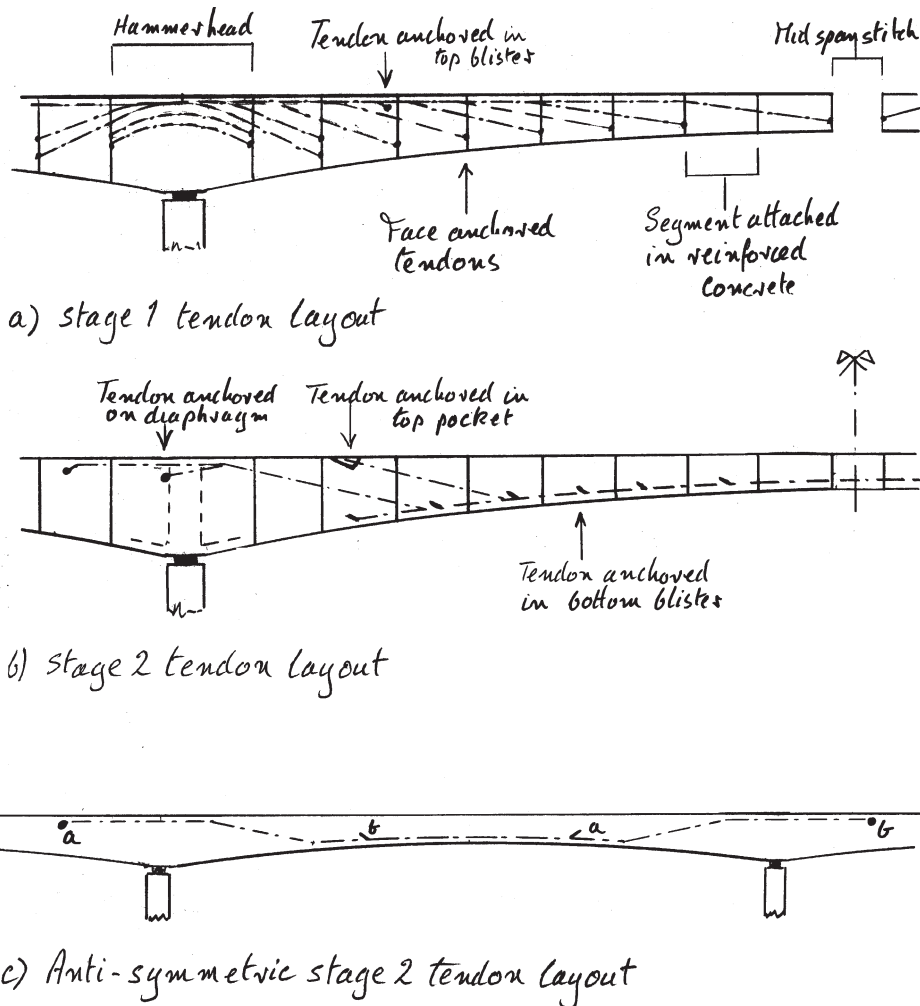 Hammerhead
Tendon anchored in
top blister
Mid span stitch
Face anchored
tendons
Segment attached
in reinforced
concrete
a) Stage 1 tendon layout
Tendon anchored
on diaphragm
Tendon anchored in
top pocket
Tendon anchored
in bottom blister
b) Stage 2 tendon layout
a
b
a
b
c) Anti-symmetric stage 2 tendon layout